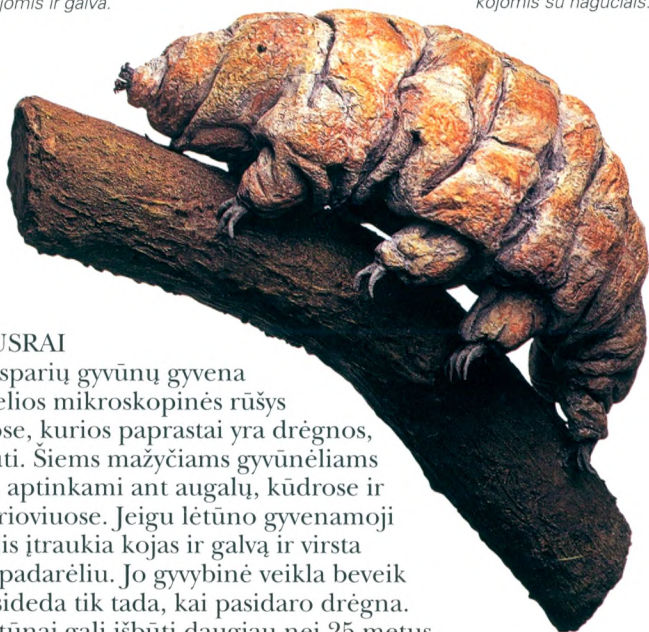 jomis ir galva.
kojomis su nagučiais.
USRAI
sparių gyvūnų gyvena
elios mikroskopinės rūšys
ose, kurios paprastai yra drėgnos,
ūti. Šiems mažyčiams gyvūnėliams
aptinkami ant augalų, kūdrose ir
rioviuose. Jeigu lėtūno gyvenamoji
is įtraukia kojas ir galvą ir virsta
padarėliu. Jo gyvybinė veikla beveik
sideda tik tada, kai pasidaro drėgna.
tūnai gali išbūti daugiau nei 25 metus